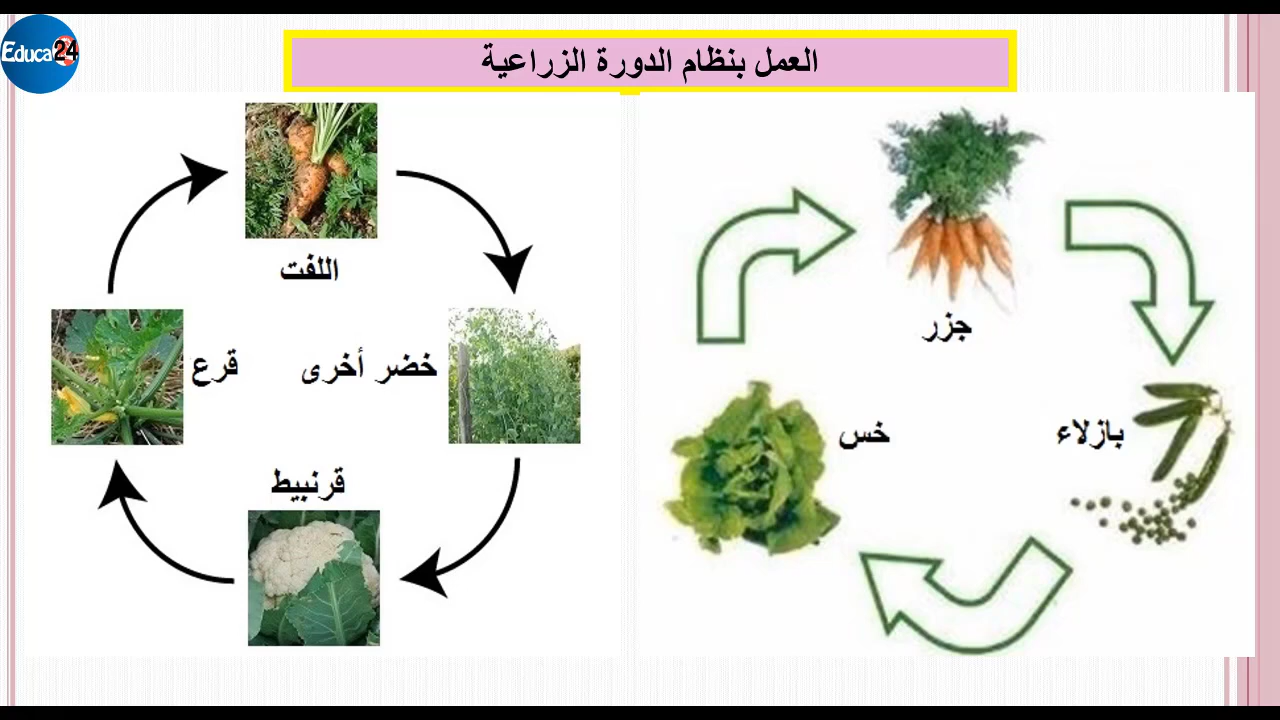 Educa24
العمل بنظام الدورة الزراعية
جزر
بازلاء
خس
اللفت
خضر أخرى
قرع
قرنبيط